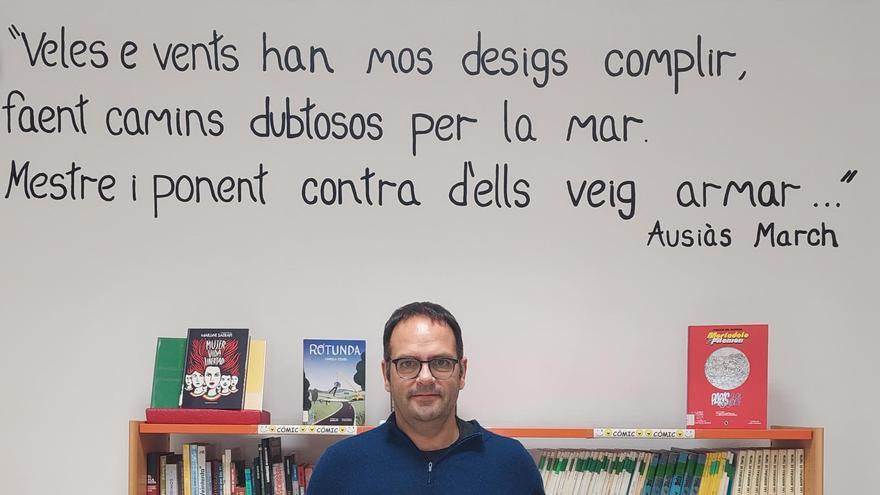 “Veles e vents han mos desigs complir,
faent camins dubtosos per la mar.
Mestre i ponent contra d'ells veig armar ...”
Ausiàs March
MUJER
VIDA
LIBERTAD
ROTUNDA
Mortadelo
Filemón
CÒMIC CÒMIC
CÒMIC CÒMIC